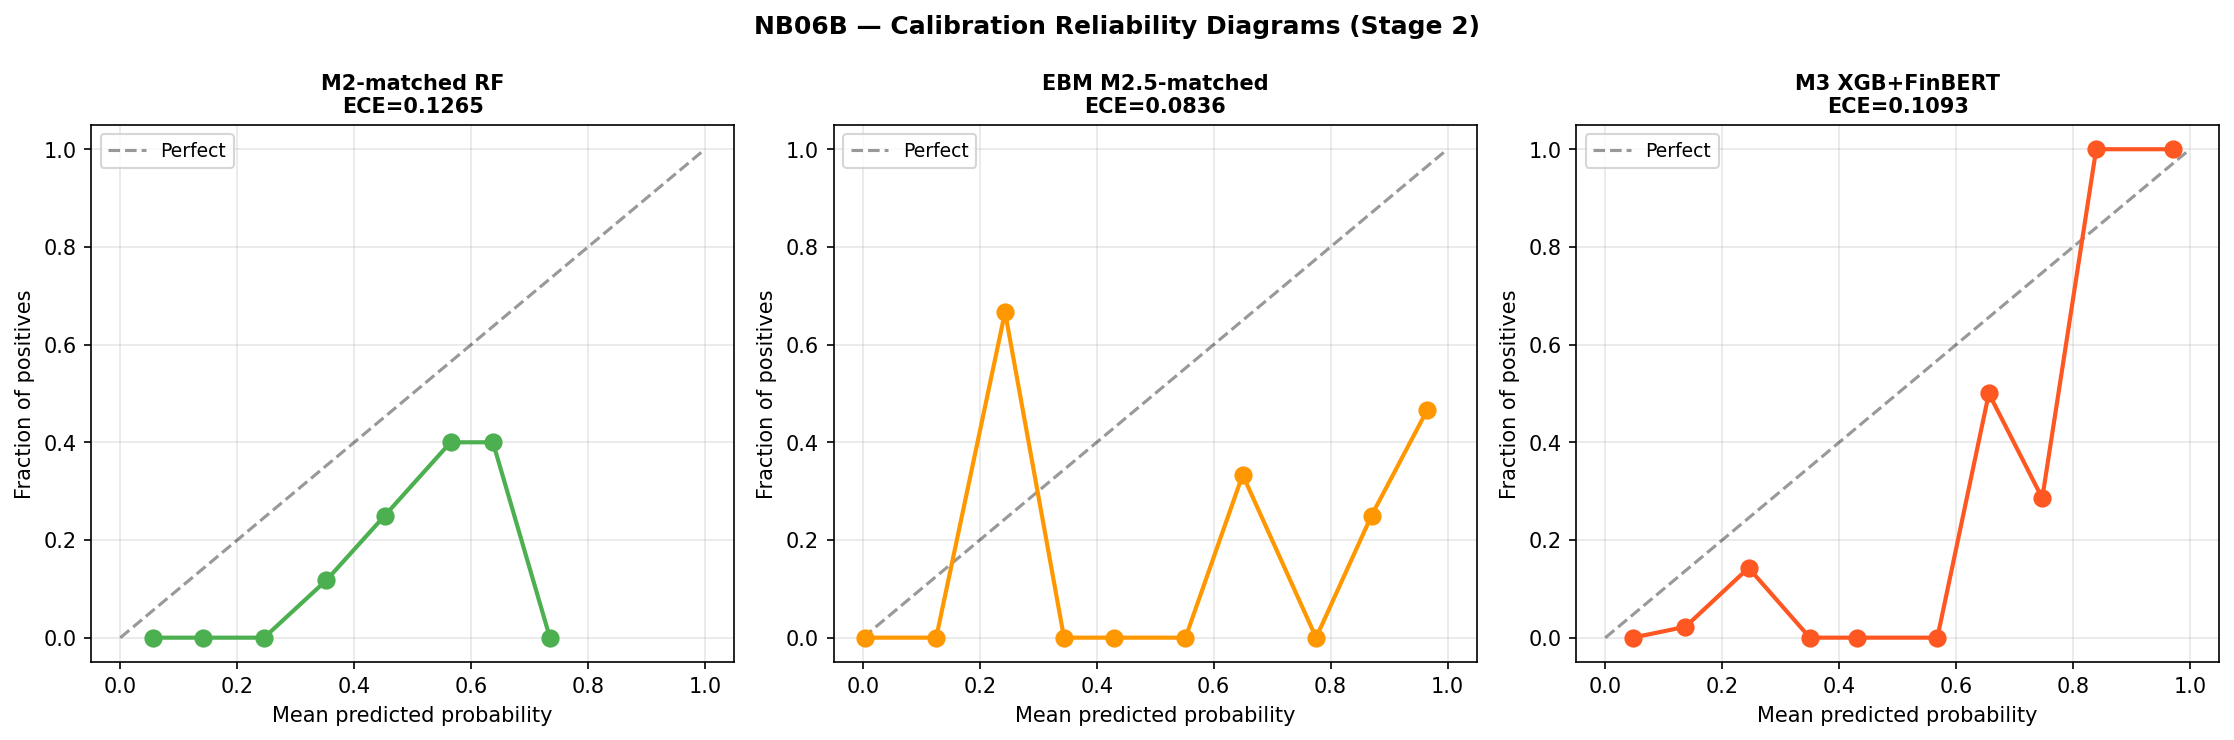 NB06B — Calibration Reliability Diagrams (Stage 2)
M2-matched RF
ECE=0.1265
Perfect
1.0
0.8
0.6
0.4
0.2
0.0
Fraction of positives
0.0 0.2 0.4 0.6 0.8 1.0
Mean predicted probability
EBM M2.5-matched
ECE=0.0836
Perfect
1.0
0.8
0.6
0.4
0.2
0.0
Fraction of positives
0.0 0.2 0.4 0.6 0.8 1.0
Mean predicted probability
M3 XGB+FinBERT
ECE=0.1093
Perfect
1.0
0.8
0.6
0.4
0.2
0.0
Fraction of positives
0.0 0.2 0.4 0.6 0.8 1.0
Mean predicted probability